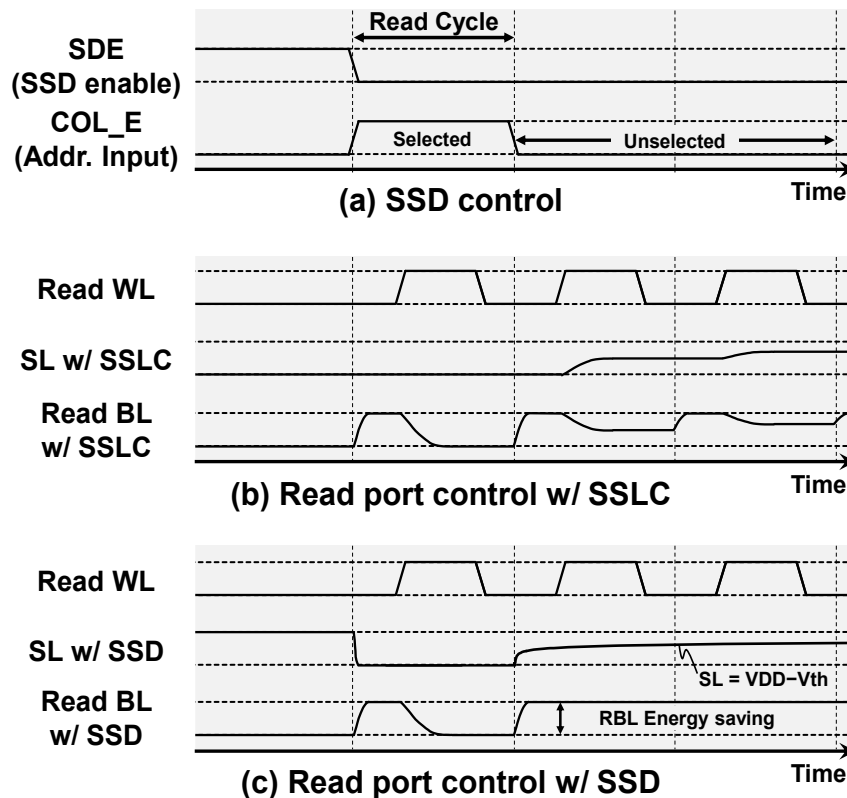 Read Cycle
SDE
(SSD enable)
COL_E
(Addr. Input)
Selected
Unselected
Time
(a) SSD control
Read WL
SL w/ SSLC
Read BL
w/ SSLC
Time
(b) Read port control w/ SSLC
Read WL
SL w/ SSD
SL = VDD−Vth
Read BL
w/ SSD
RBL Energy saving
Time
(c) Read port control w/ SSD